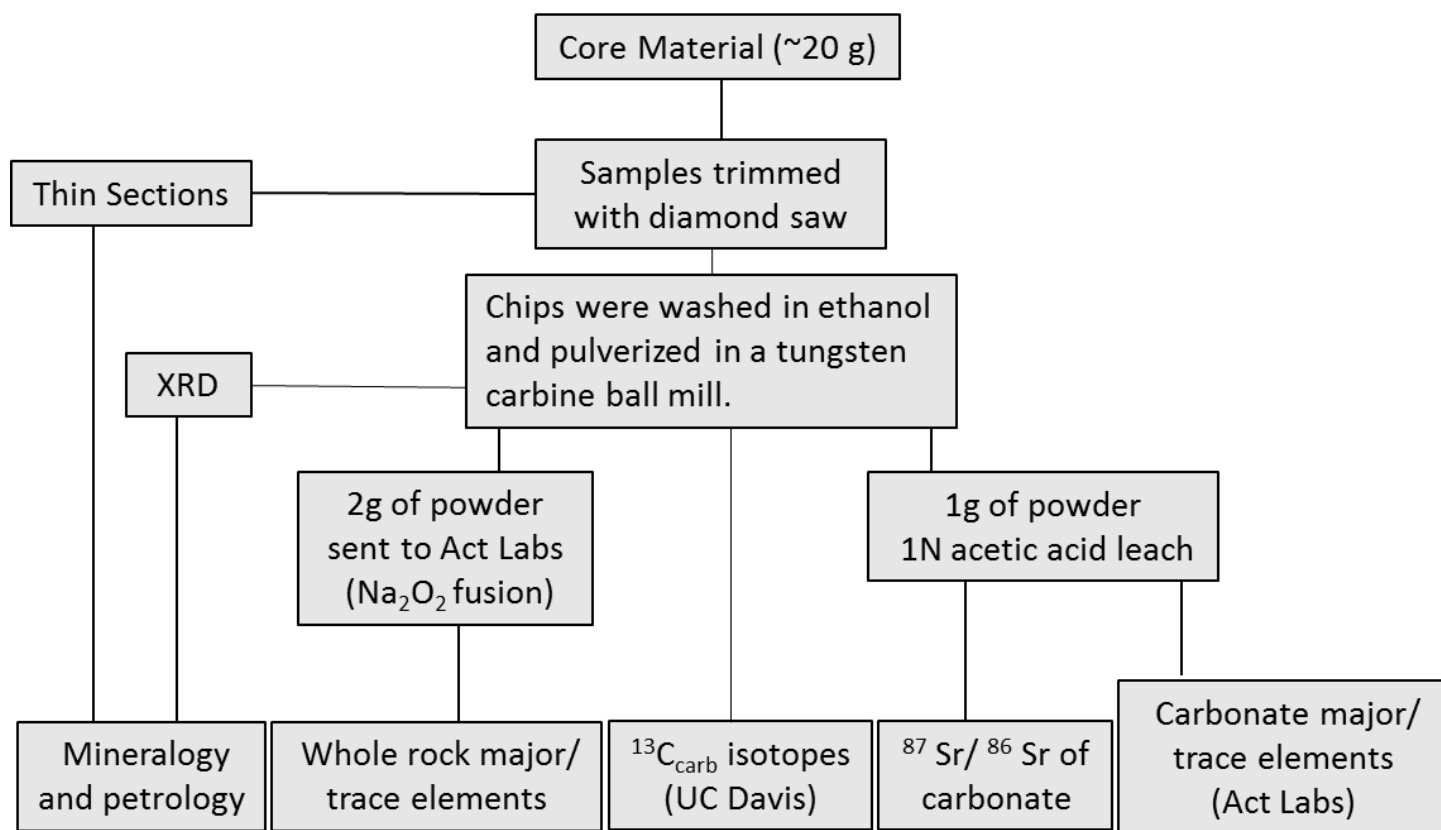 Core Material (~20 g)
Thin Sections
Samples trimmed
with diamond saw
Chips were washed in ethanol
and pulverized in a tungsten
carbine ball mill.
XRD
2g of powder
sent to Act Labs
(Na₂O₂ fusion)
1g of powder
1N acetic acid leach
Mineralogy
and petrology
Whole rock major/
trace elements
¹³C_carb isotopes
(UC Davis)
⁸⁷ Sr/ ⁸⁶ Sr of
carbonate
Carbonate major/
trace elements
(Act Labs)